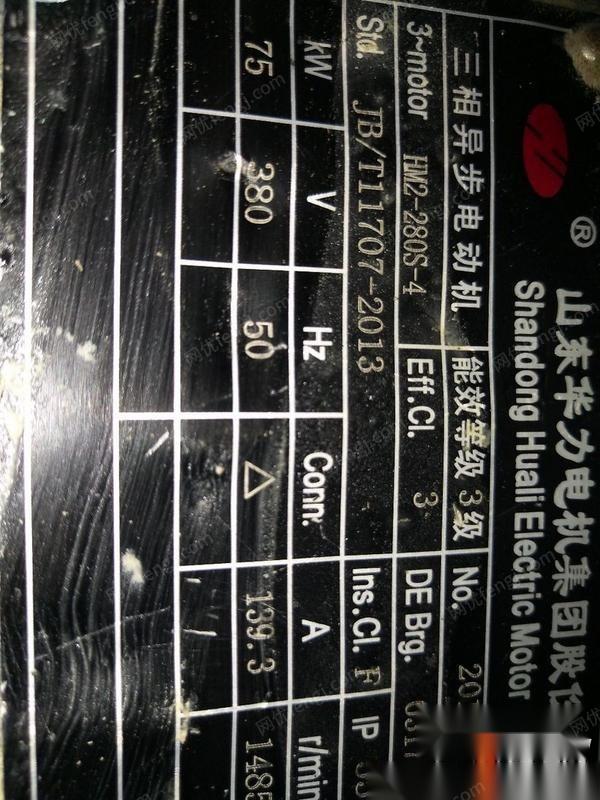 ®
山东华力电机集团股份
Shandong Huali Electric Motor
三相异步电动机 能效等级 3 级 No. 20
3~motor HM2-280S-4 Eff.Cl. 3 DE Brg.
Std. JB/T11707-2013 Ins.Cl. F IP
kW V Hz Conn. A r/min
75 380 50 △ 139.3 1485